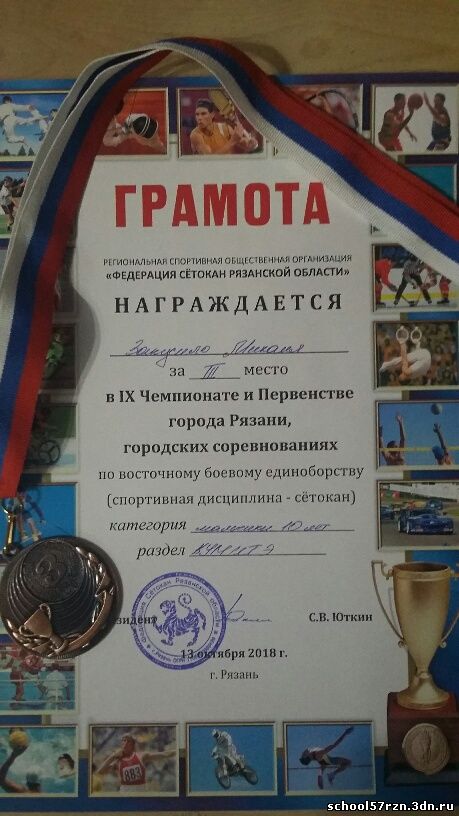 ГРАМОТА
РЕГИОНАЛЬНАЯ СПОРТИВНАЯ ОБЩЕСТВЕННАЯ ОРГАНИЗАЦИЯ
«ФЕДЕРАЦИЯ СЁТОКАН РЯЗАНСКОЙ ОБЛАСТИ»
НАГРАЖДАЕТСЯ
за III место
в IX Чемпионате и Первенстве
города Рязани,
городских соревнованиях
по восточному боевому единоборству
(спортивная дисциплина - сётокан)
категория мальчики 10 лет
раздел КУМИТЭ
С.В. Юткин
13 октября 2018 г.
г. Рязань
883
school57rzn.3dn.ru